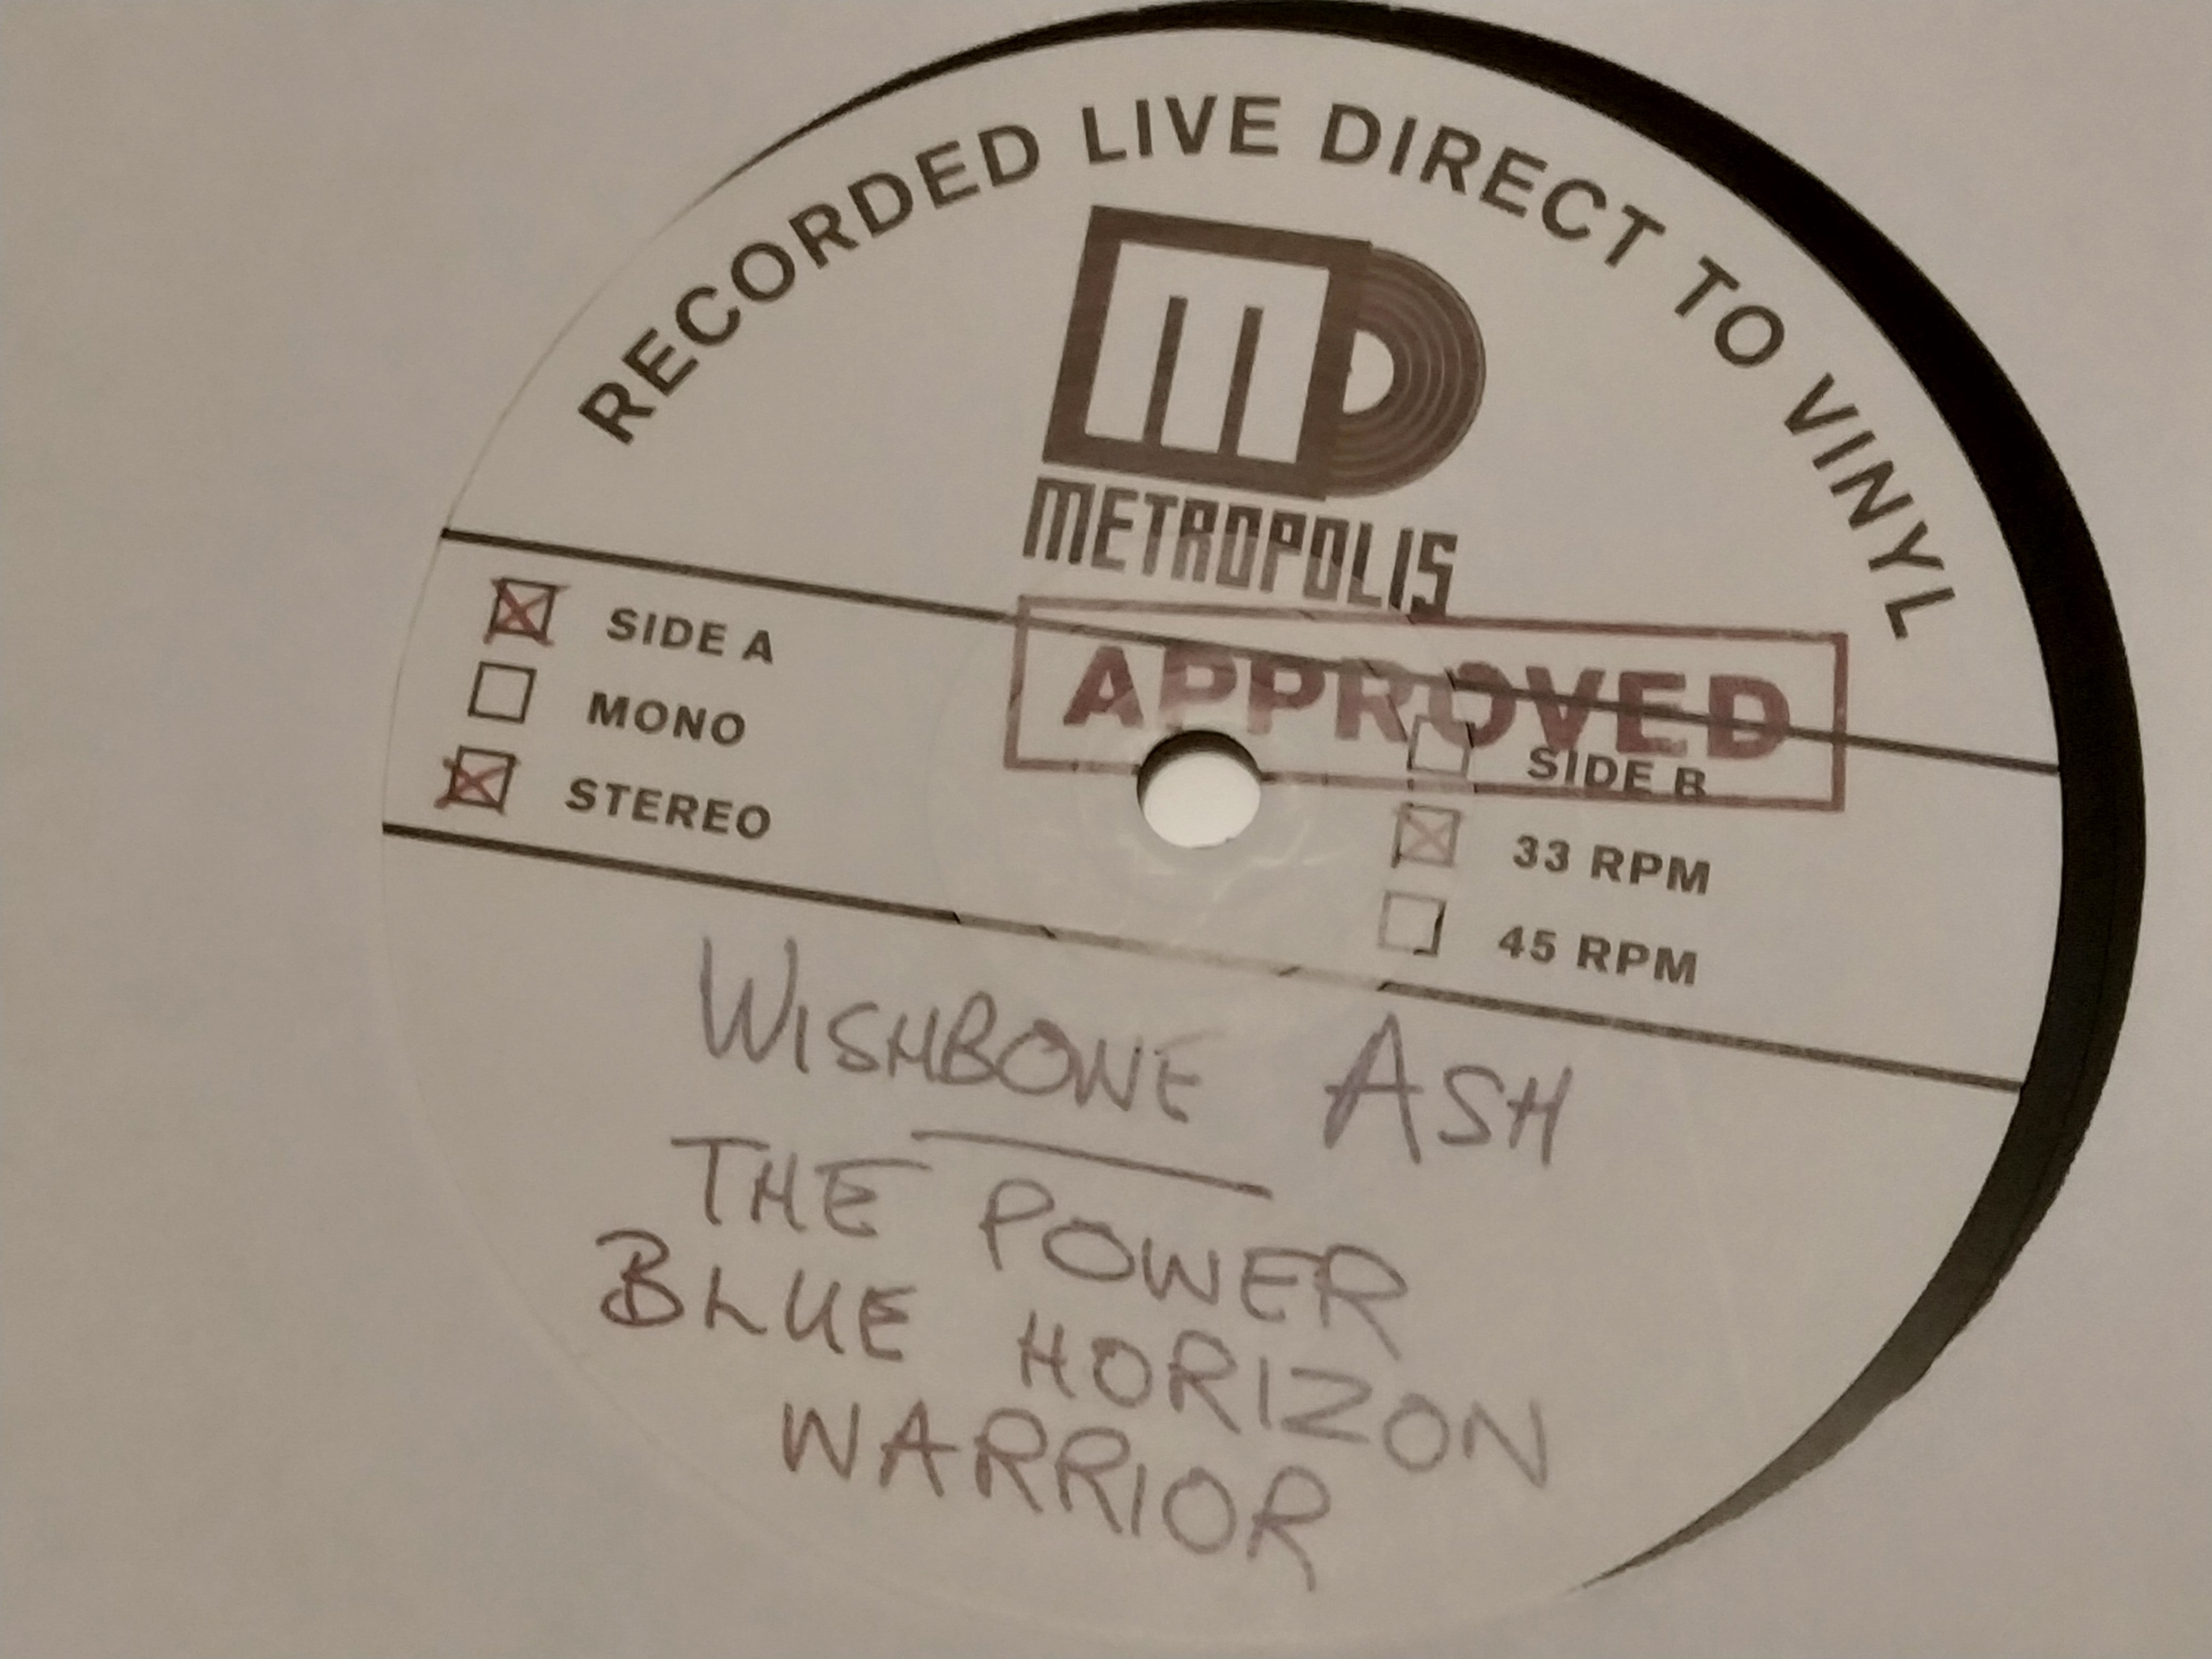 RECORDED LIVE DIRECT TO VINYL
METROPOLIS
APPROVED
SIDE A
MONO
STEREO
SIDE B
33 RPM
45 RPM
WISHBONE ASH
THE POWER
BLUE HORIZON
WARRIOR